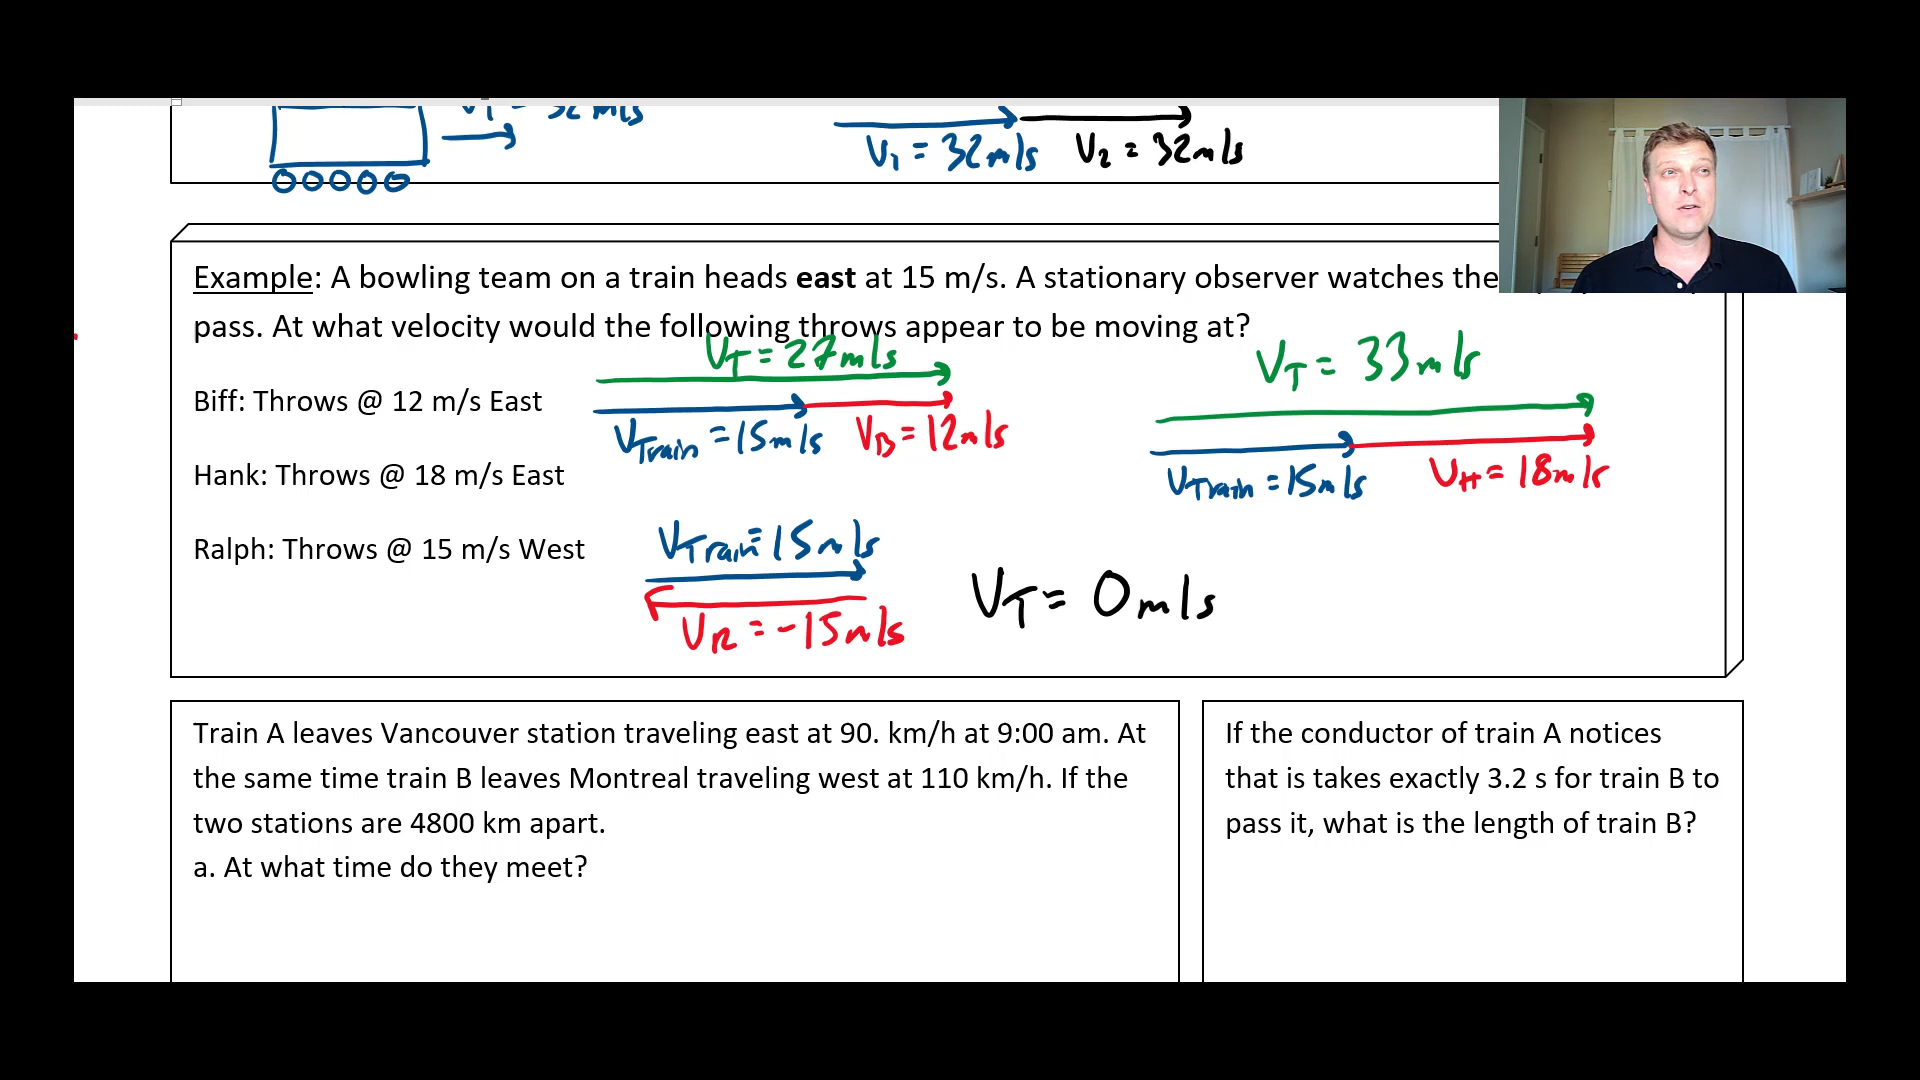 V₁ = 32 m/s
V₁ = 32 m/s V₂ = 32 m/s
Example: A bowling team on a train heads east at 15 m/s. A stationary observer watches the
pass. At what velocity would the following throws appear to be moving at?
V_T = 27 m/s
V_T = 33 m/s
Biff: Throws @ 12 m/s East
V_Train = 15 m/s V_B = 12 m/s
Hank: Throws @ 18 m/s East
V_Train = 15 m/s V_H = 18 m/s
V_Train = 15 m/s
Ralph: Throws @ 15 m/s West
V_R = -15 m/s
V_T = 0 m/s
Train A leaves Vancouver station traveling east at 90. km/h at 9:00 am. At
the same time train B leaves Montreal traveling west at 110 km/h. If the
two stations are 4800 km apart.
a. At what time do they meet?
If the conductor of train A notices
that is takes exactly 3.2 s for train B to
pass it, what is the length of train B?